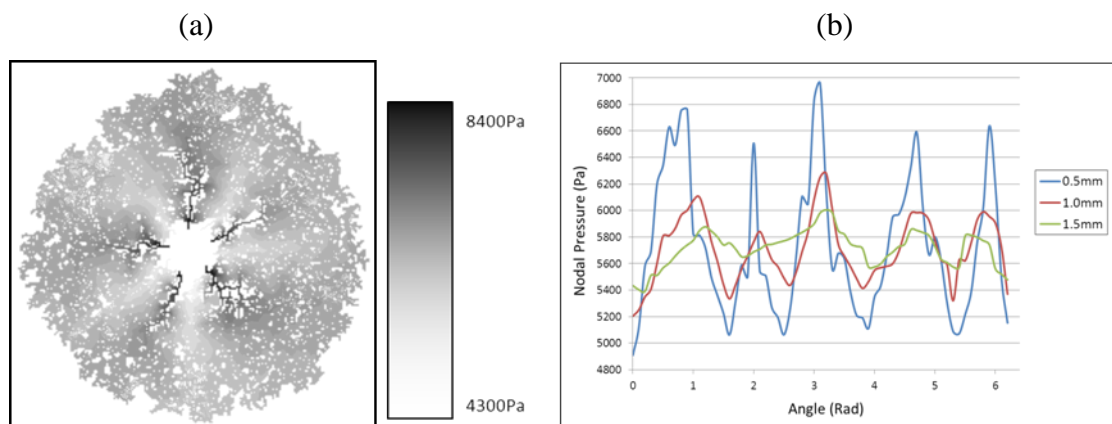 (a)
(b)
8400Pa
4300Pa
Nodal Pressure (Pa)
7000
6800
6600
6400
6200
6000
5800
5600
5400
5200
5000
4800
0 1 2 3 4 5 6
Angle (Rad)
0.5mm
1.0mm
1.5mm